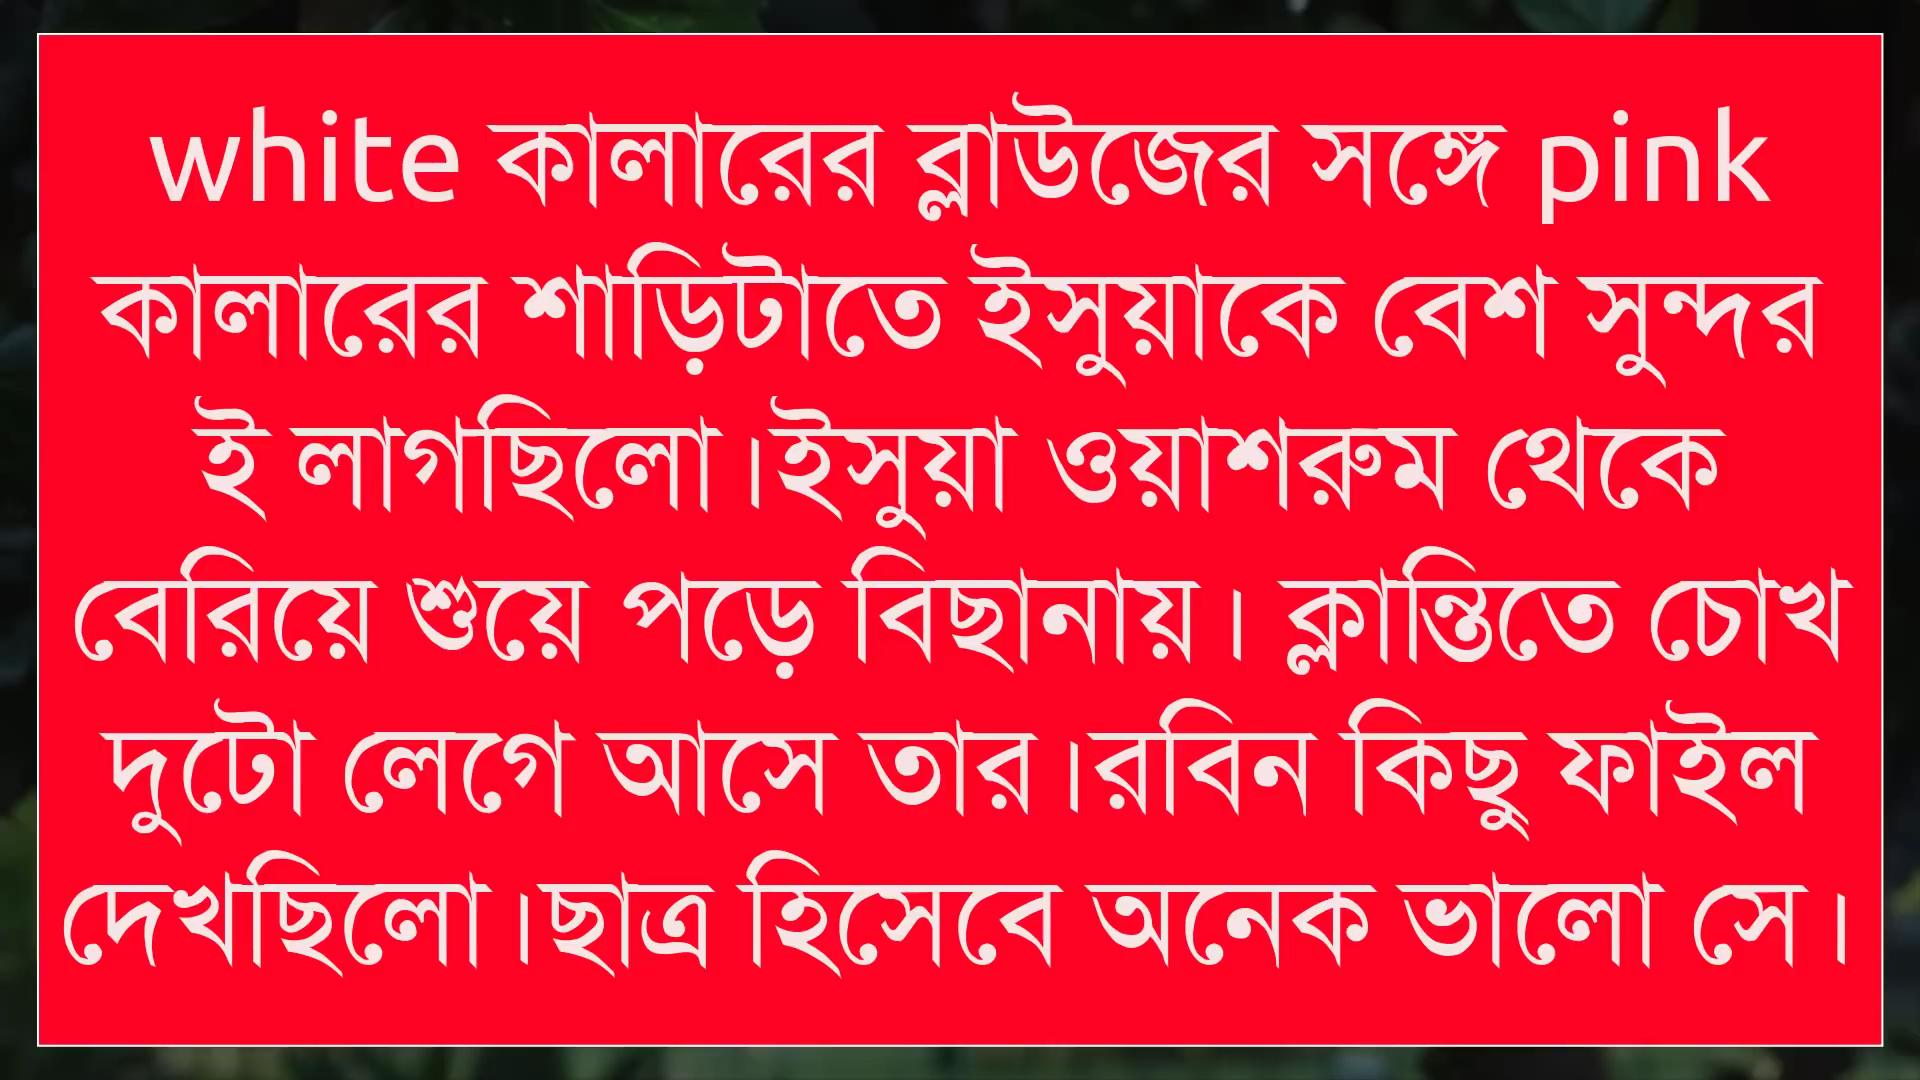 white কালারের ব্লাউজের সঙ্গে pink
কালারের শাড়িটাতে ইসুয়াকে বেশ সুন্দর
ই লাগছিলো।ইসুয়া ওয়াশরুম থেকে
বেরিয়ে শুয়ে পড়ে বিছানায়। ক্লান্তিতে চোখ
দুটো লেগে আসে তার।রবিন কিছু ফাইল
দেখছিলো।ছাত্র হিসেবে অনেক ভালো সে।